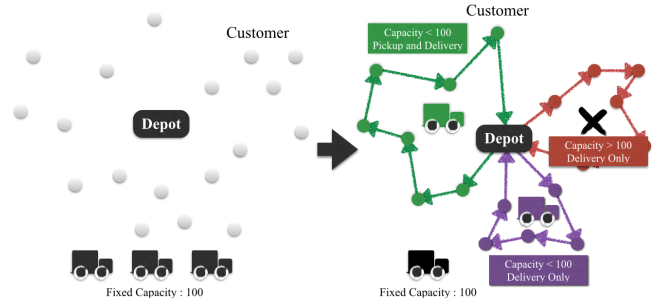 Customer
Depot
Fixed Capacity : 100
Customer
Capacity < 100
Pickup and Delivery
Depot
Capacity > 100
Delivery Only
Capacity < 100
Delivery Only
Fixed Capacity : 100